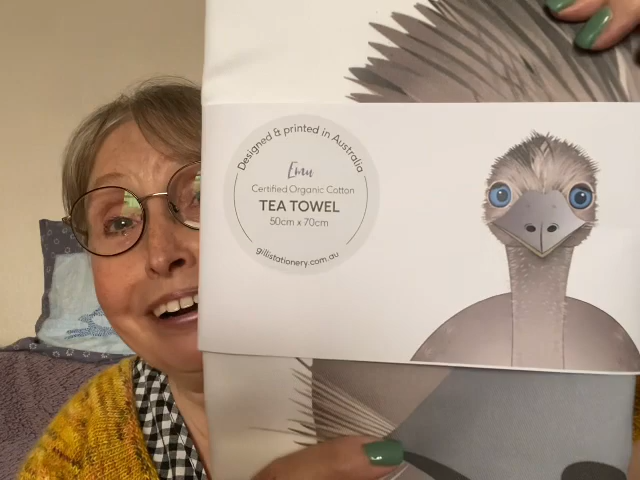 Designed & printed in Australia
Emu
Certified Organic Cotton
TEA TOWEL
50cm x 70cm
gillistationery.com.au